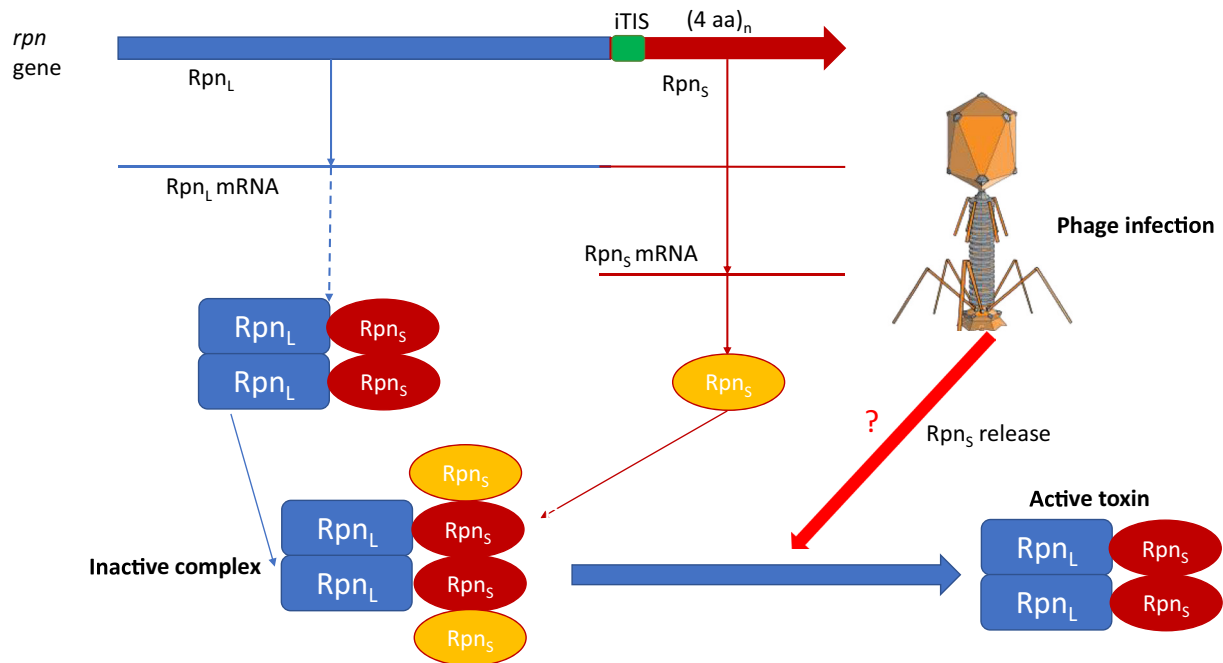 rpn
gene
iTIS
(4 aa)n
RpnL
RpnS
RpnL mRNA
Phage infection
RpnS mRNA
RpnL
RpnS
RpnL
RpnS
RpnS
?
RpnS release
RpnS
Active toxin
RpnL
RpnS
RpnL
RpnS
Inactive complex
RpnL
RpnS
RpnL
RpnS
RpnS